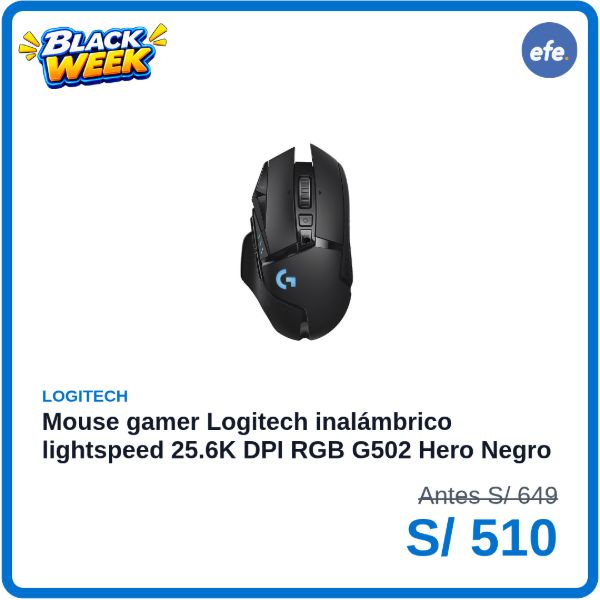 BLACK
WEEK
efe.
LOGITECH
Mouse gamer Logitech inalámbrico
lightspeed 25.6K DPI RGB G502 Hero Negro
Antes S/ 649
S/ 510